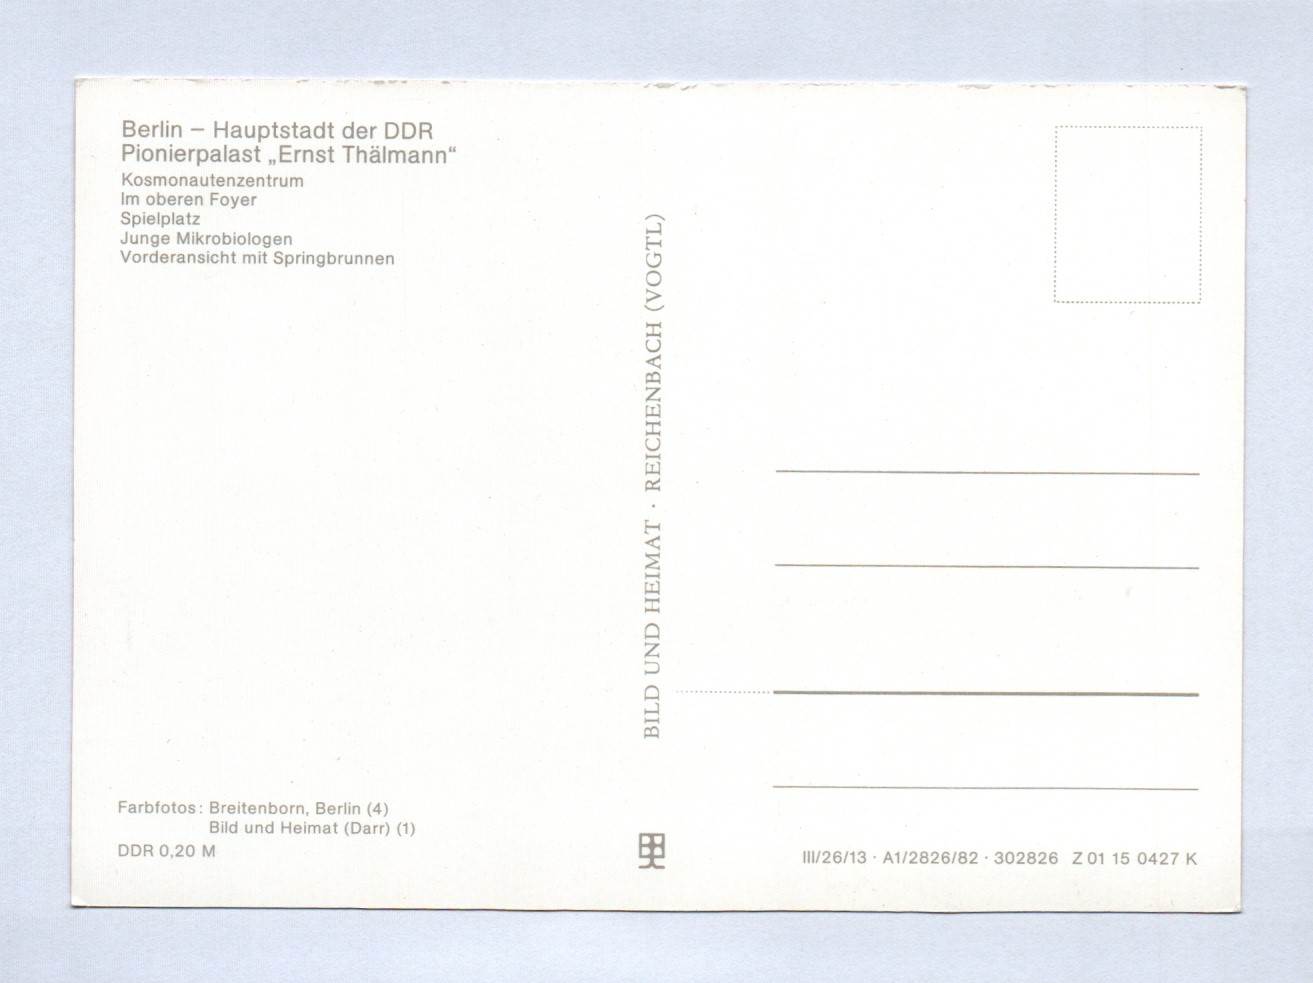 Berlin – Hauptstadt der DDR
Pionierpalast „Ernst Thälmann“
Kosmonautenzentrum
Im oberen Foyer
Spielplatz
Junge Mikrobiologen
Vorderansicht mit Springbrunnen
BILD UND HEIMAT · REICHENBACH (VOGTL)
Farbfotos: Breitenborn, Berlin (4)
Bild und Heimat (Darr) (1)
DDR 0,20 M
III/26/13 · A1/2826/82 · 302826 Z 01 15 0427 K